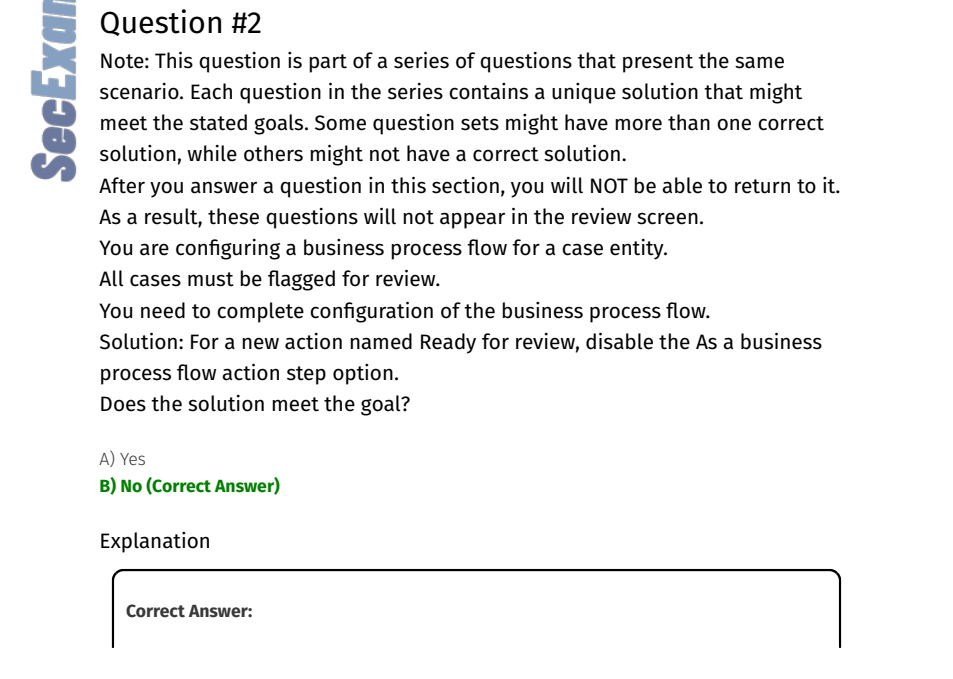 SecExam
Question #2
Note: This question is part of a series of questions that present the same
scenario. Each question in the series contains a unique solution that might
meet the stated goals. Some question sets might have more than one correct
solution, while others might not have a correct solution.
After you answer a question in this section, you will NOT be able to return to it.
As a result, these questions will not appear in the review screen.
You are configuring a business process flow for a case entity.
All cases must be flagged for review.
You need to complete configuration of the business process flow.
Solution: For a new action named Ready for review, disable the As a business
process flow action step option.
Does the solution meet the goal?
A) Yes
B) No (Correct Answer)
Explanation
Correct Answer: